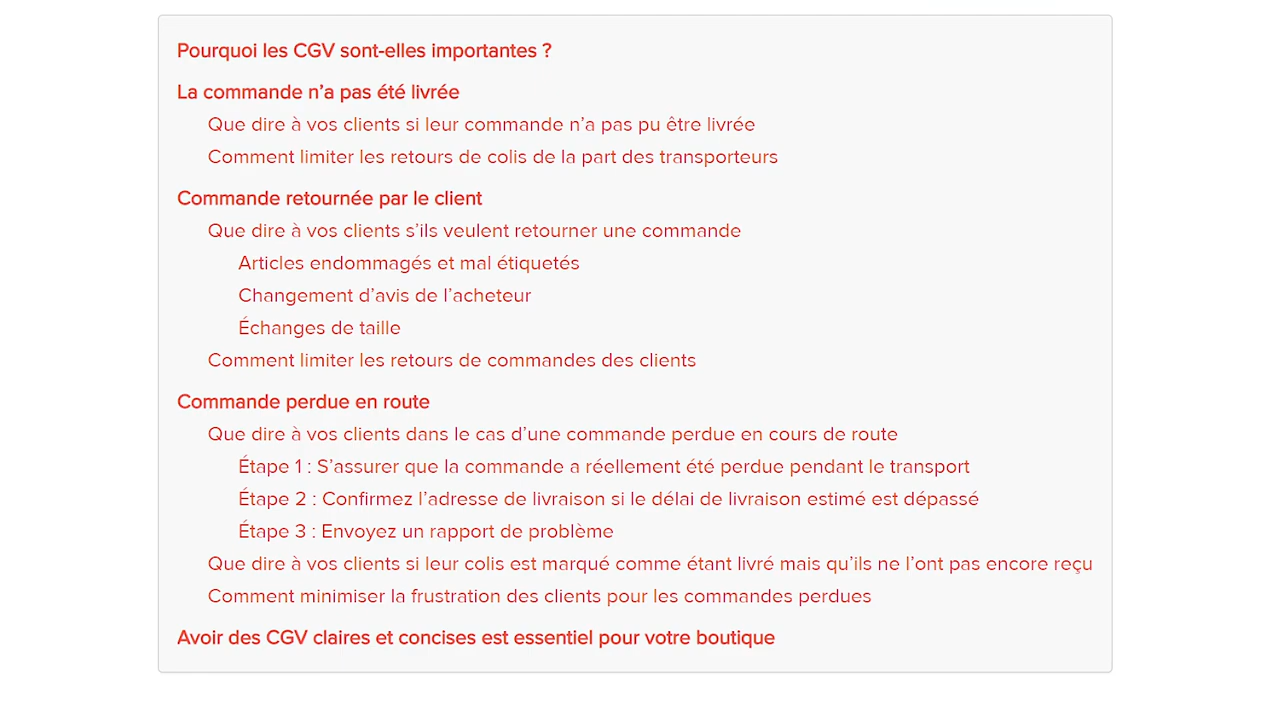 Pourquoi les CGV sont-elles importantes ?
La commande n’a pas été livrée
Que dire à vos clients si leur commande n’a pas pu être livrée
Comment limiter les retours de colis de la part des transporteurs
Commande retournée par le client
Que dire à vos clients s’ils veulent retourner une commande
Articles endommagés et mal étiquetés
Changement d’avis de l’acheteur
Échanges de taille
Comment limiter les retours de commandes des clients
Commande perdue en route
Que dire à vos clients dans le cas d’une commande perdue en cours de route
Étape 1 : S’assurer que la commande a réellement été perdue pendant le transport
Étape 2 : Confirmez l’adresse de livraison si le délai de livraison estimé est dépassé
Étape 3 : Envoyez un rapport de problème
Que dire à vos clients si leur colis est marqué comme étant livré mais qu’ils ne l’ont pas encore reçu
Comment minimiser la frustration des clients pour les commandes perdues
Avoir des CGV claires et concises est essentiel pour votre boutique